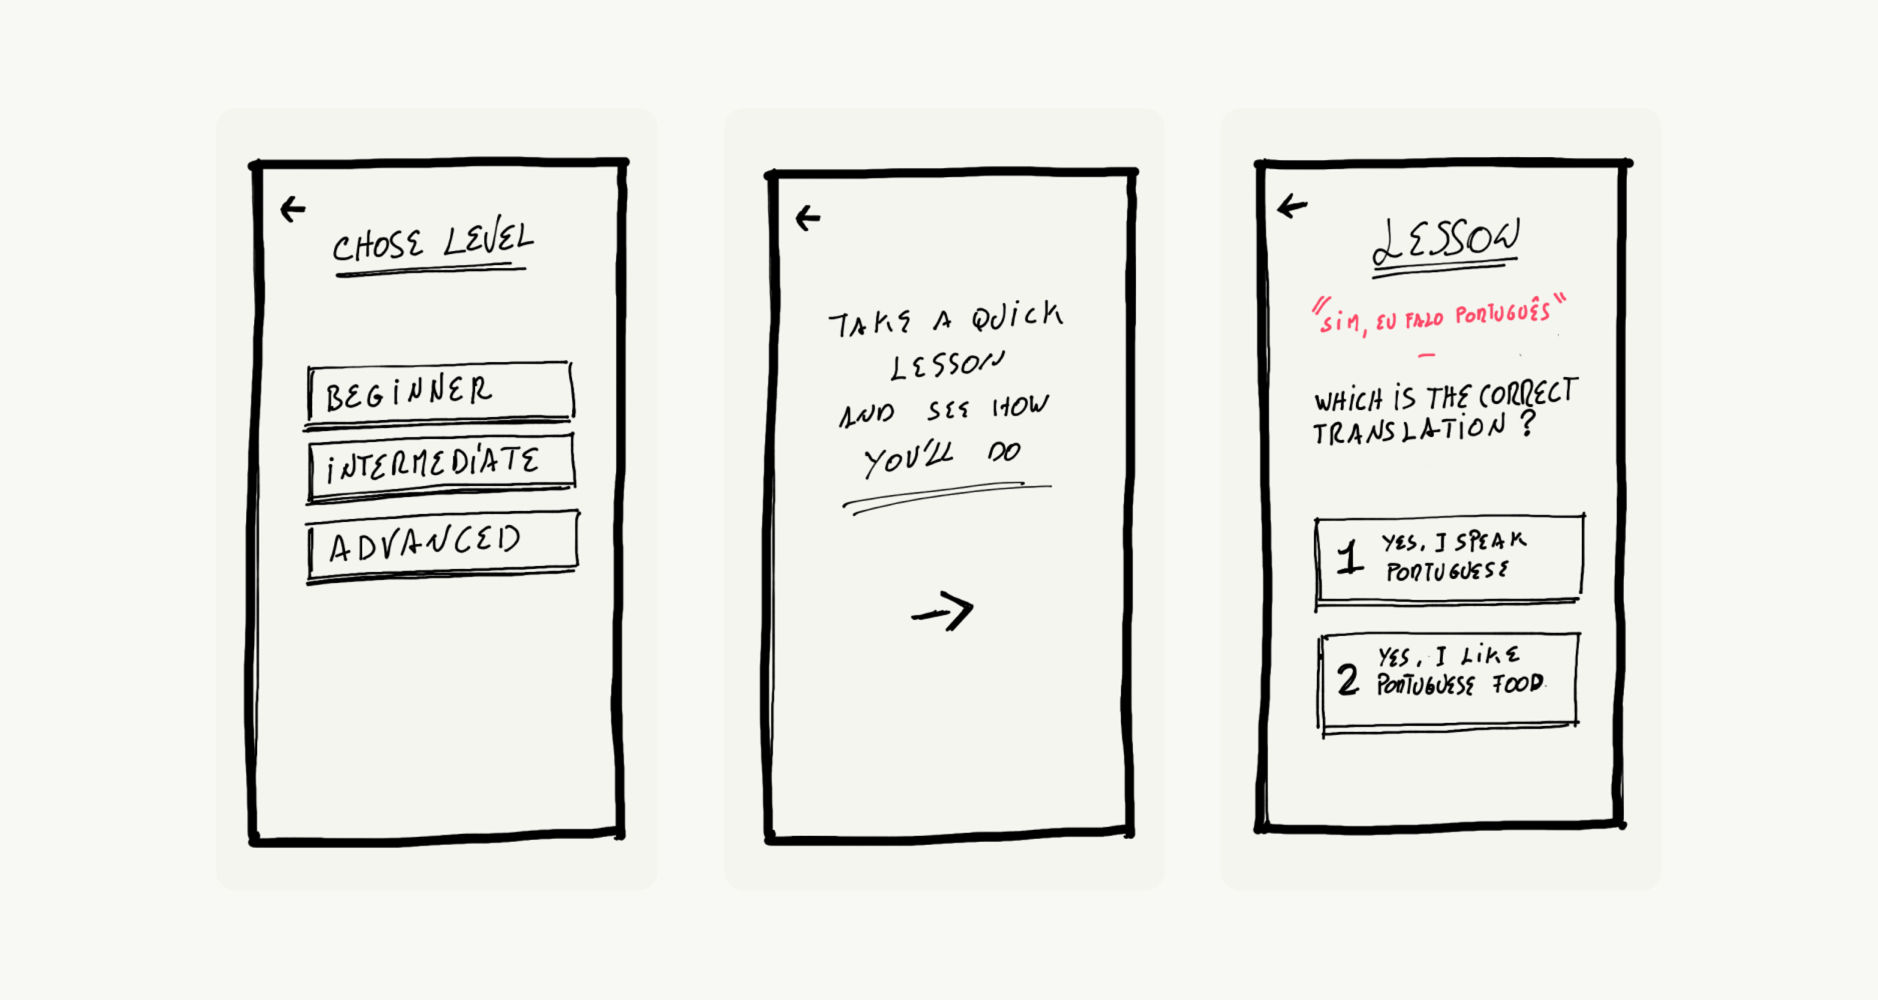 CHOSE LEVEL
BEGINNER
INTERMEDIATE
ADVANCED
TAKE A QUICK
LESSON
AND SEE HOW
YOU'LL DO
LESSON
"SIM, EU FALO PORTUGUÊS"
WHICH IS THE CORRECT
TRANSLATION?
1 YES, I SPEAK
PORTUGUESE
2 YES, I LIKE
PORTUGUESE FOOD.